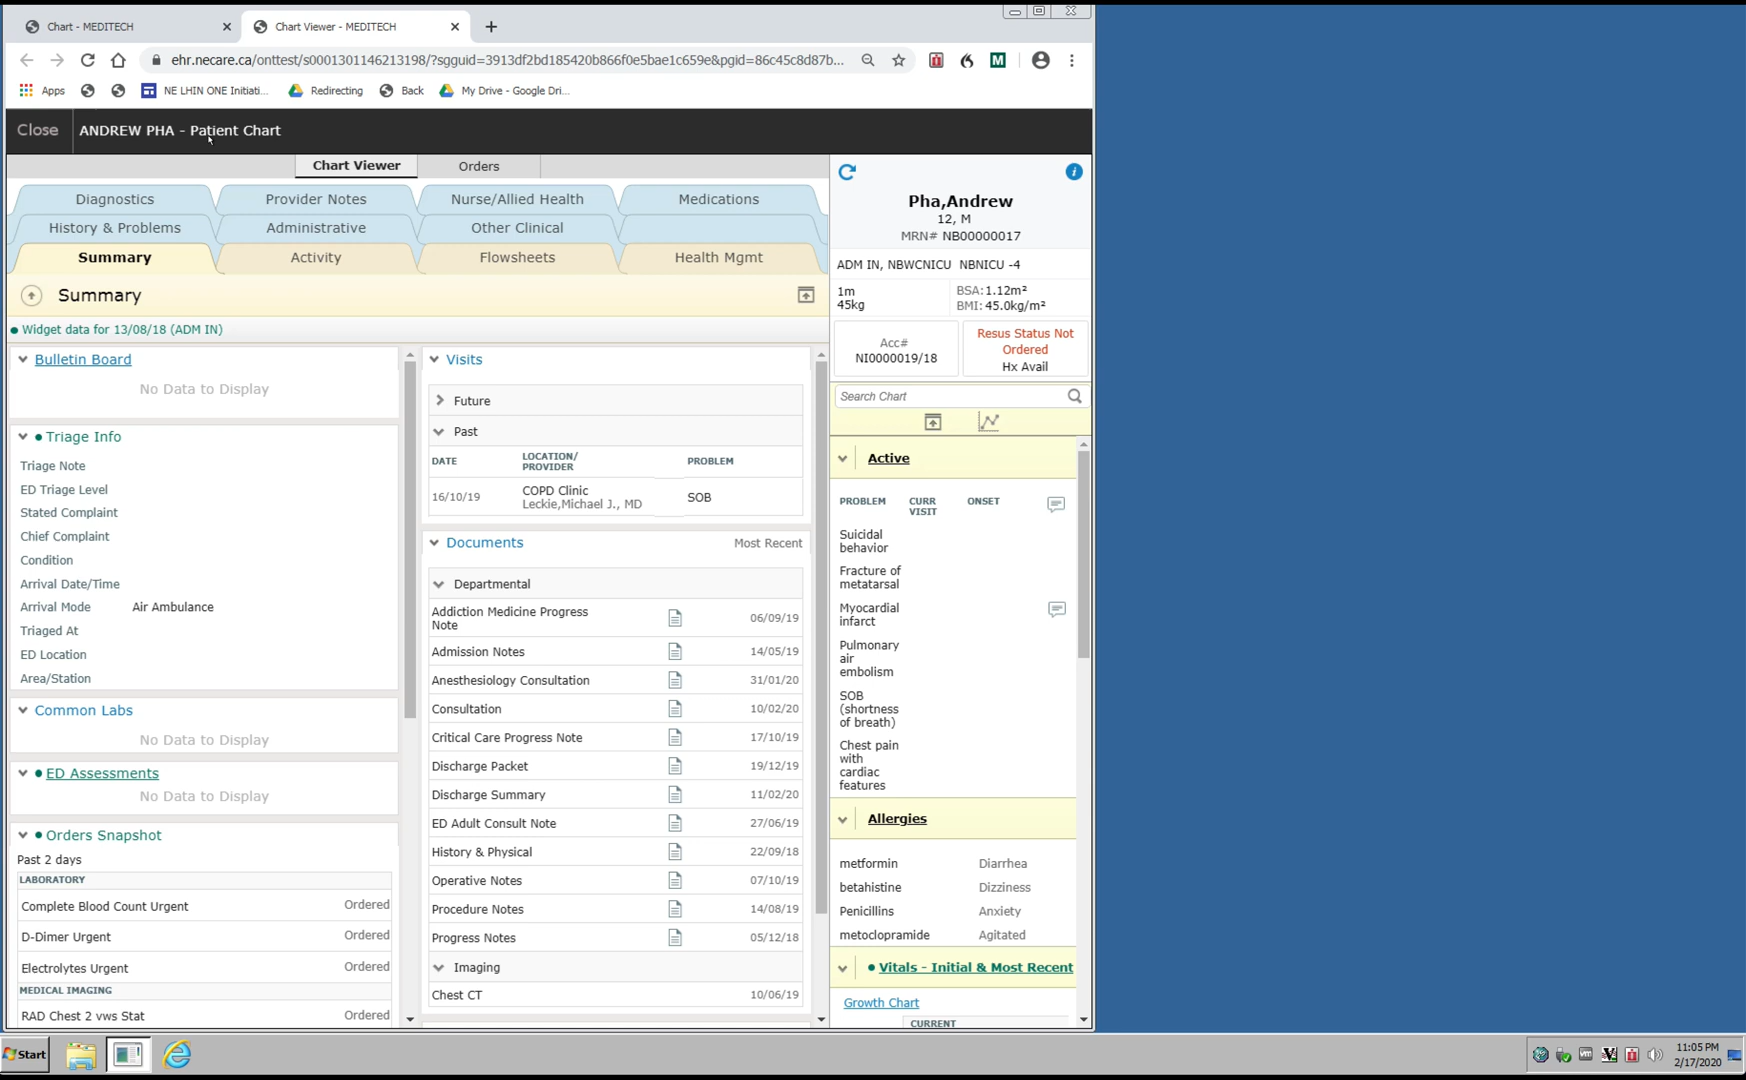 Chart - MEDITECH
Chart Viewer - MEDITECH
ehr.necare.ca/onttest/s0001301146213198/?sgguid=3913df2bd185420b866f0e5bae1c659e&pgid=86c45c8d87b...
Apps
NE LHIN ONE Initiati...
Redirecting
Back
My Drive - Google Dri...
Close
ANDREW PHA - Patient Chart
Chart Viewer
Orders
Diagnostics
Provider Notes
Nurse/Allied Health
Medications
History & Problems
Administrative
Other Clinical
Summary
Activity
Flowsheets
Health Mgmt
Summary
Widget data for 13/08/18 (ADM IN)
Bulletin Board
No Data to Display
Triage Info
Triage Note
ED Triage Level
Stated Complaint
Chief Complaint
Condition
Arrival Date/Time
Arrival Mode Air Ambulance
Triaged At
ED Location
Area/Station
Common Labs
No Data to Display
ED Assessments
No Data to Display
Orders Snapshot
Past 2 days
LABORATORY
Complete Blood Count Urgent Ordered
D-Dimer Urgent Ordered
Electrolytes Urgent Ordered
MEDICAL IMAGING
RAD Chest 2 vws Stat Ordered
Visits
Future
Past
DATE LOCATION/ PROBLEM
PROVIDER
16/10/19 COPD Clinic SOB
Leckie,Michael J., MD
Documents Most Recent
Departmental
Addiction Medicine Progress
Note 06/09/19
Admission Notes 14/05/19
Anesthesiology Consultation 31/01/20
Consultation 10/02/20
Critical Care Progress Note 17/10/19
Discharge Packet 19/12/19
Discharge Summary 11/02/20
ED Adult Consult Note 27/06/19
History & Physical 22/09/18
Operative Notes 07/10/19
Procedure Notes 14/08/19
Progress Notes 05/12/18
Imaging
Chest CT 10/06/19
Pha,Andrew
12, M
MRN# NB00000017
ADM IN, NBWCNICU NBNICU -4
1m BSA:1.12m²
45kg BMI: 45.0kg/m²
Acc#
NI0000019/18
Resus Status Not
Ordered
Hx Avail
Search Chart
Active
PROBLEM CURR ONSET
VISIT
Suicidal
behavior
Fracture of
metatarsal
Myocardial
infarct
Pulmonary
air
embolism
SOB
(shortness
of breath)
Chest pain
with
cardiac
features
Allergies
metformin Diarrhea
betahistine Dizziness
Penicillins Anxiety
metoclopramide Agitated
Vitals - Initial & Most Recent
Growth Chart
CURRENT
Start
11:05 PM
2/17/2020